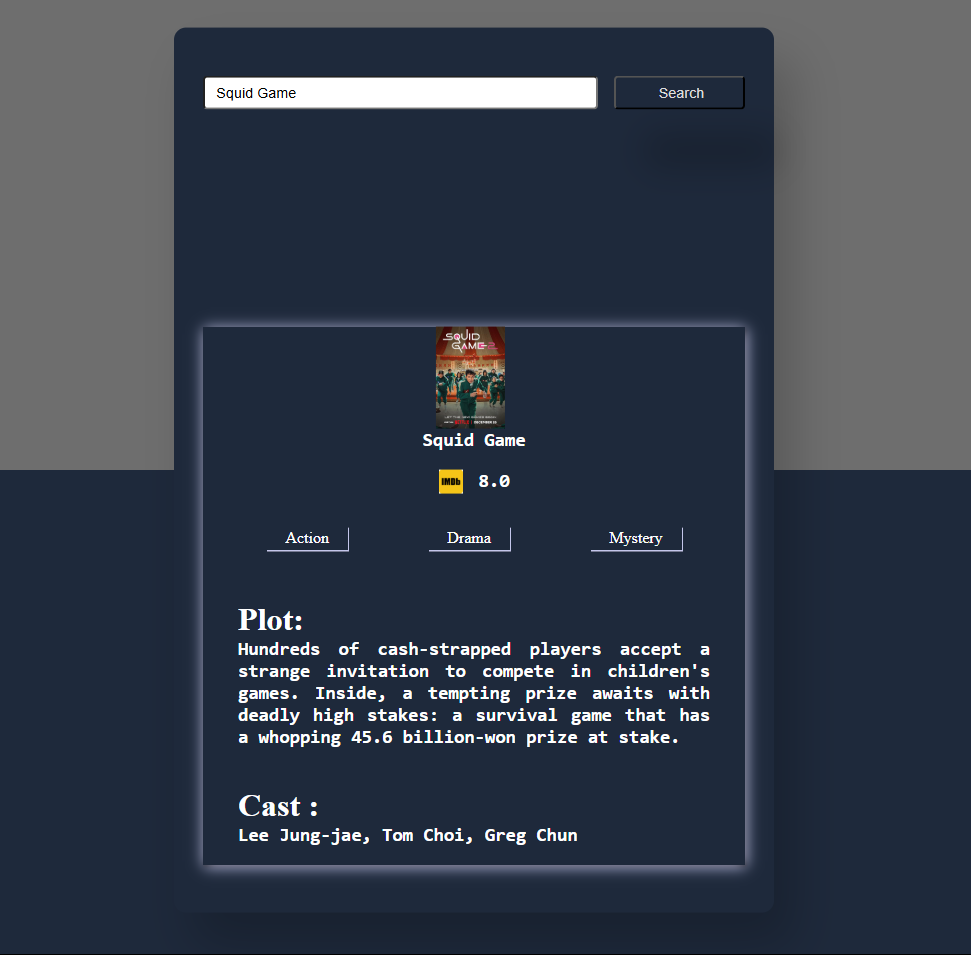 Squid Game
Search
SQUID
GAME
Squid Game
IMDb 8.0
Action Drama Mystery
Plot:
Hundreds of cash-strapped players accept a
strange invitation to compete in children's
games. Inside, a tempting prize awaits with
deadly high stakes: a survival game that has
a whopping 45.6 billion-won prize at stake.
Cast :
Lee Jung-jae, Tom Choi, Greg Chun